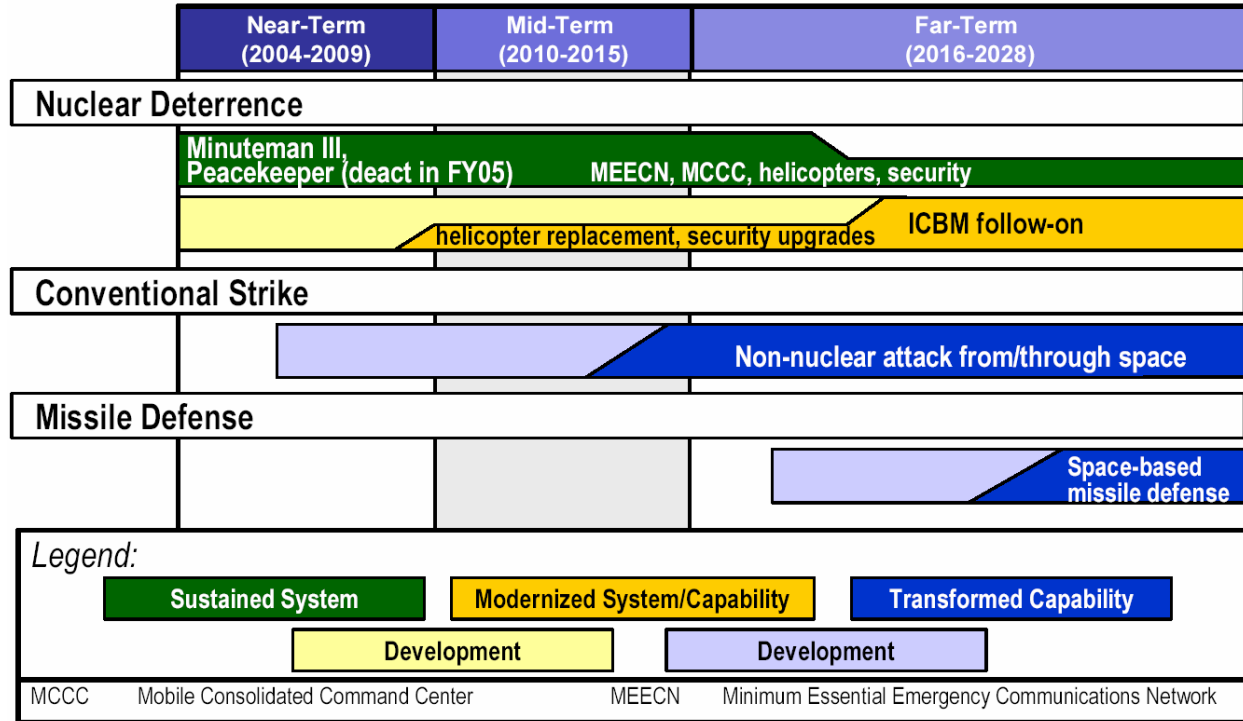 Near-Term
(2004-2009)
Mid-Term
(2010-2015)
Far-Term
(2016-2028)
Nuclear Deterrence
Minuteman III,
Peacekeeper (deact in FY05)
MEECN, MCCC, helicopters, security
helicopter replacement, security upgrades
ICBM follow-on
Conventional Strike
Non-nuclear attack from/through space
Missile Defense
Space-based
missile defense
Legend:
Sustained System
Modernized System/Capability
Transformed Capability
Development
Development
MCCC Mobile Consolidated Command Center
MEECN Minimum Essential Emergency Communications Network